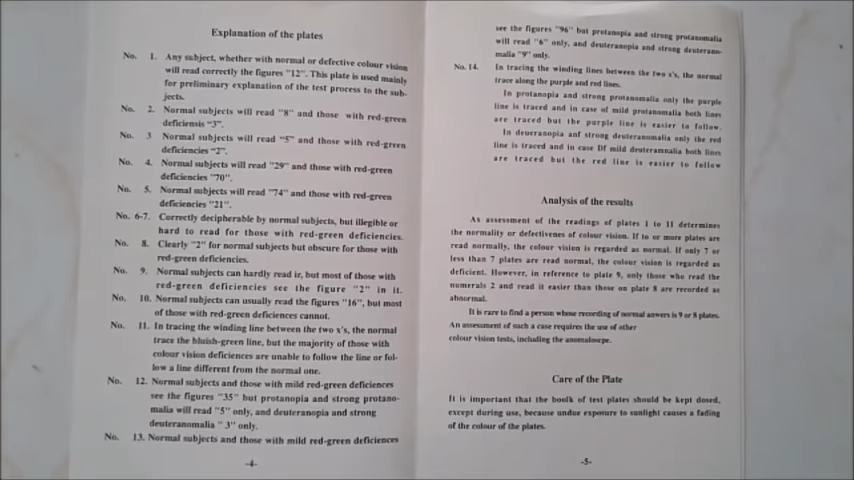 Explanation of the plates
No. 1. Any subject, whether with normal or defective colour vision
will read correctly the figures "12". This plate is used mainly
for preliminary explanation of the test process to the sub-
jects.
No. 2. Normal subjects will read "8" and those with red-green
deficiensis "3".
No. 3 Normal subjects will read "5" and those with red-green
deficiencies "2".
No. 4. Normal subjects will read "29" and those with red-green
deficiencies "70".
No. 5. Normal subjects will read "74" and those with red-green
deficiencies "21".
No. 6-7. Correctly decipherable by normal subjects, but illegible or
hard to read for those with red-green deficiencies.
No. 8. Clearly "2" for normal subjects but obscure for those with
red-green deficiencies.
No. 9. Normal subjects can hardly read ir, but most of those with
red-green deficiencies see the figure "2" in it.
No. 10. Normal subjects can usually read the figures "16", but most
of those with red-green deficiencies cannot.
No. 11. In tracing the winding line between the two x's, the normal
trace the bluish-green line, but the majority of those with
colour vision deficiencies are unable to follow the line or fol-
low a line different from the normal one.
No. 12. Normal subjects and those with mild red-green deficiences
see the figures "35" but protanopia and strong protano-
malia will read "5" only, and deuteranopia and strong
deuteranomalia " 3" only.
No. 13. Normal subjects and those with mild red-green deficiences
-4-
see the figures "96" but protanopia and strong protanomalia
will read "6" only, and deuteranopia and strong deuteranom-
malia "9" only.
No. 14. In tracing the winding lines between the two x's, the normal
trace along the purple and red lines.
In protanopia and strong protanomalia only the purple
line is traced and in case of mild protanomalia both lines
are traced but the purple line is easier to follow.
In deueranopia anf strong deuteranomalia only the red
line is traced and in case Df mild deuteramnalia both lines
are traced but the red line is easier to follow
Analysis of the results
As assessment of the readings of plates 1 to 11 determines
the normality or defectivenes of colour vision. If to or more plates are
read normally, the colour vision is regarded as normal. If only 7 or
less than 7 plates are read normal, the colour vision is regarded as
deficient. However, in reference to plate 9, only those who read the
numerals 2 and read it easier than those on plate 8 are recorded as
abnormal.
It is rare to find a person whose recording of normal anwers is 9 or 8 plates.
An assessment of such a case requires the use of other
colour vision tests, including the anomaloscpe.
Care of the Plate
It is important that the boolk of test plates should be kept dosed,
except during use, because undue exposure to sunlight causes a fading
of the colour of the plates.
-5-